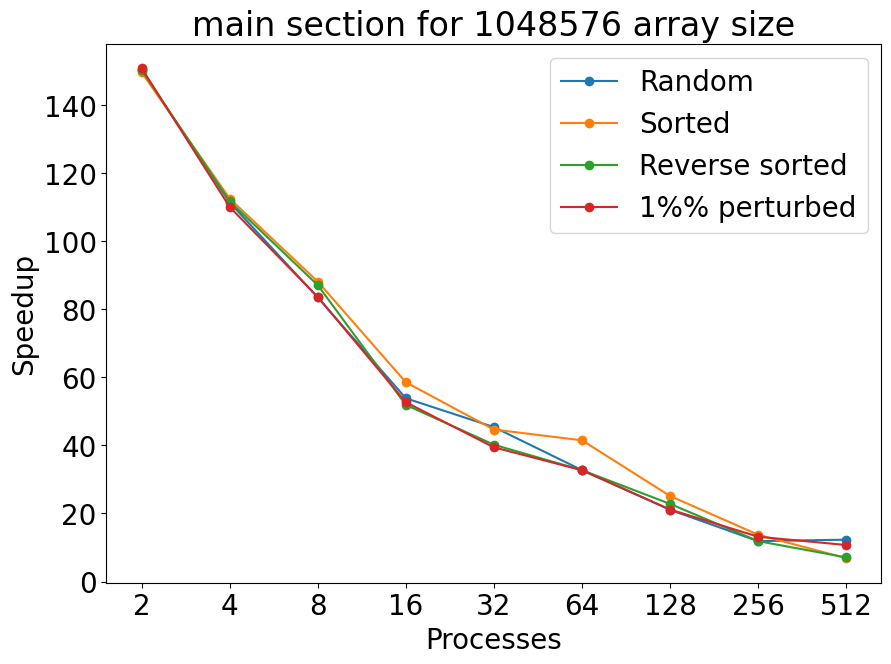 main section for 1048576 array size
Random
Sorted
Reverse sorted
1%% perturbed
Speedup
140
120
100
80
60
40
20
0
2 4 8 16 32 64 128 256 512
Processes